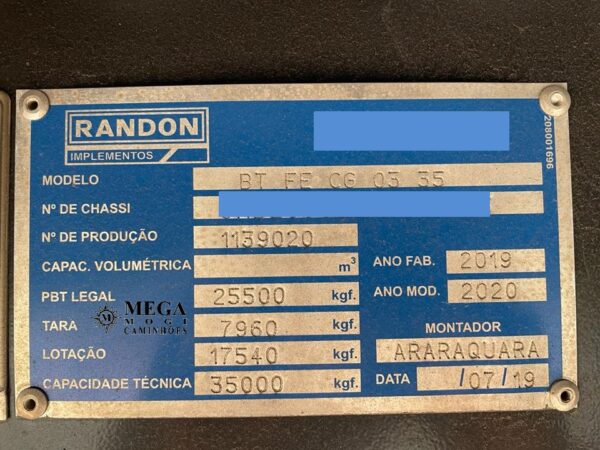 RANDON
IMPLEMENTOS
208001696
MODELO BT FE CG 03 35
Nº DE CHASSI
Nº DE PRODUÇÃO 1139020
CAPAC. VOLUMÉTRICA m³ ANO FAB. 2019
PBT LEGAL 25500 kgf. ANO MOD. 2020
MEGA
MOGI
CAMINHÕES
TARA 7960 kgf. MONTADOR
LOTAÇÃO 17540 kgf. ARARAQUARA
CAPACIDADE TÉCNICA 35000 kgf. DATA /07/19